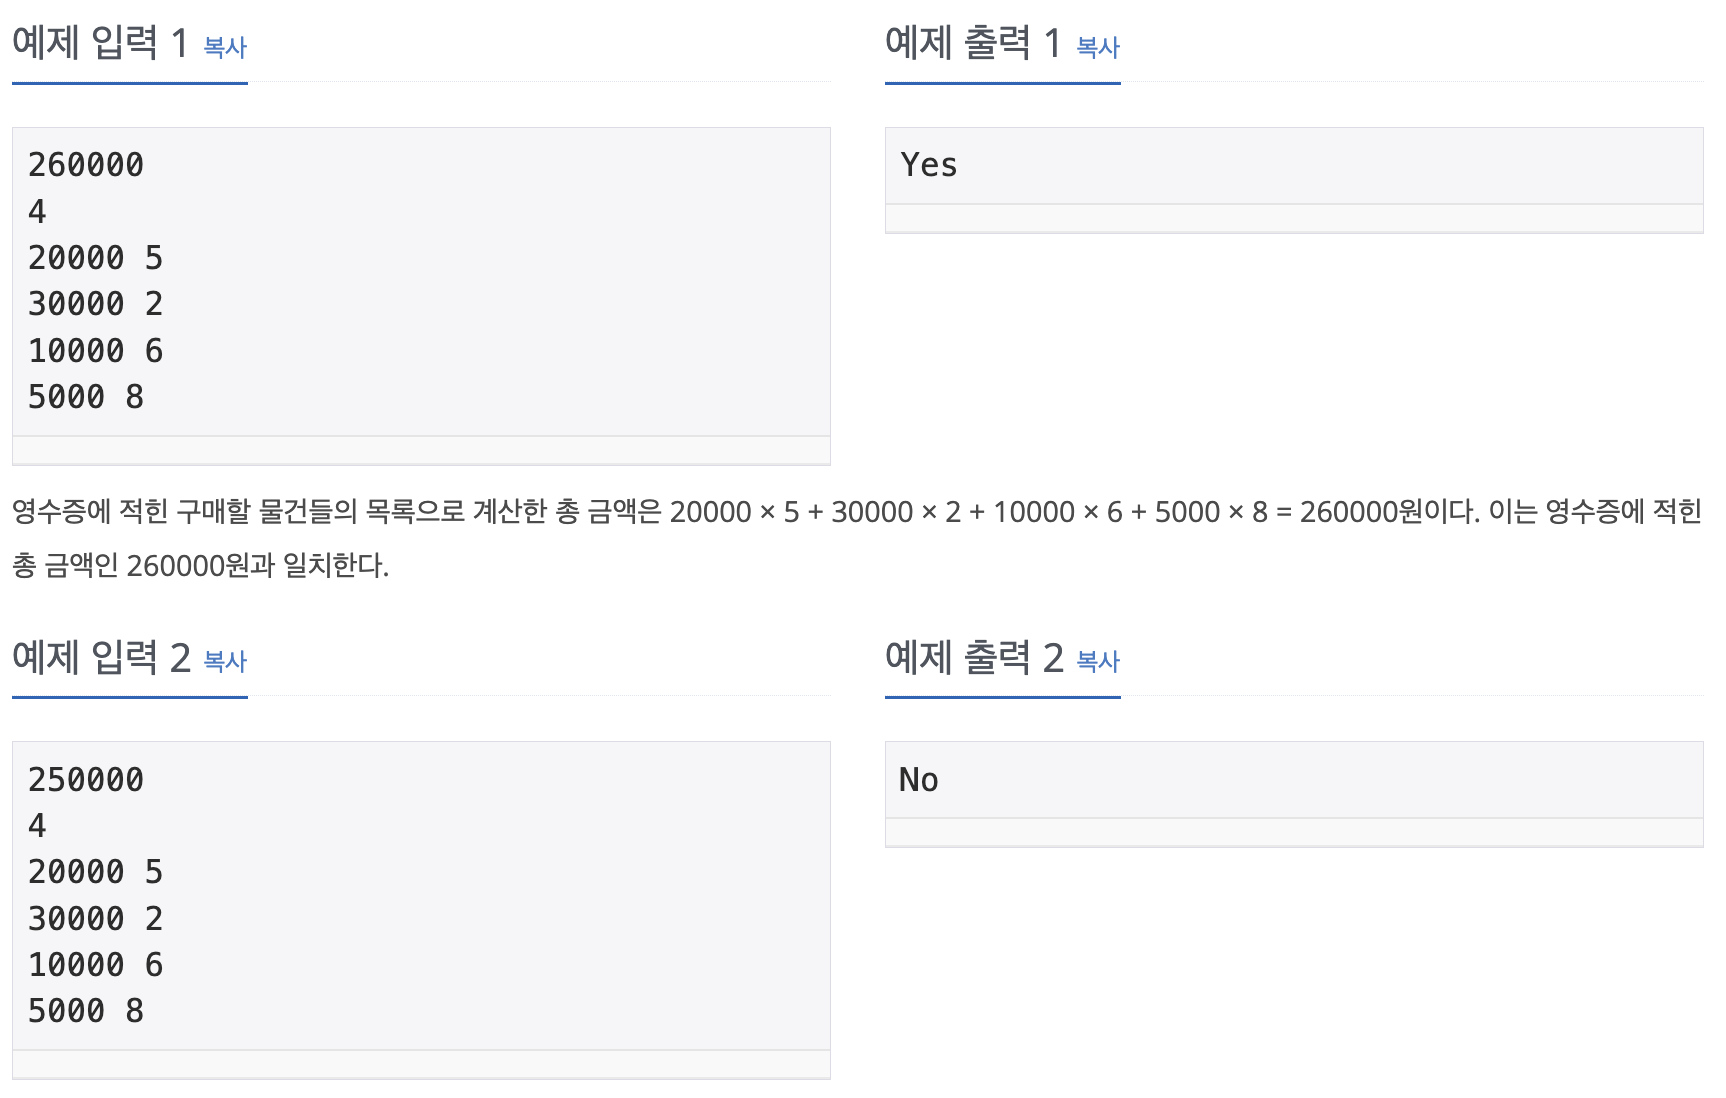 예제 입력 1 복사
260000
4
20000 5
30000 2
10000 6
5000 8
예제 출력 1 복사
Yes
영수증에 적힌 구매할 물건들의 목록으로 계산한 총 금액은 20000 × 5 + 30000 × 2 + 10000 × 6 + 5000 × 8 = 260000원이다. 이는 영수증에 적힌
총 금액인 260000원과 일치한다.
예제 입력 2 복사
250000
4
20000 5
30000 2
10000 6
5000 8
예제 출력 2 복사
No